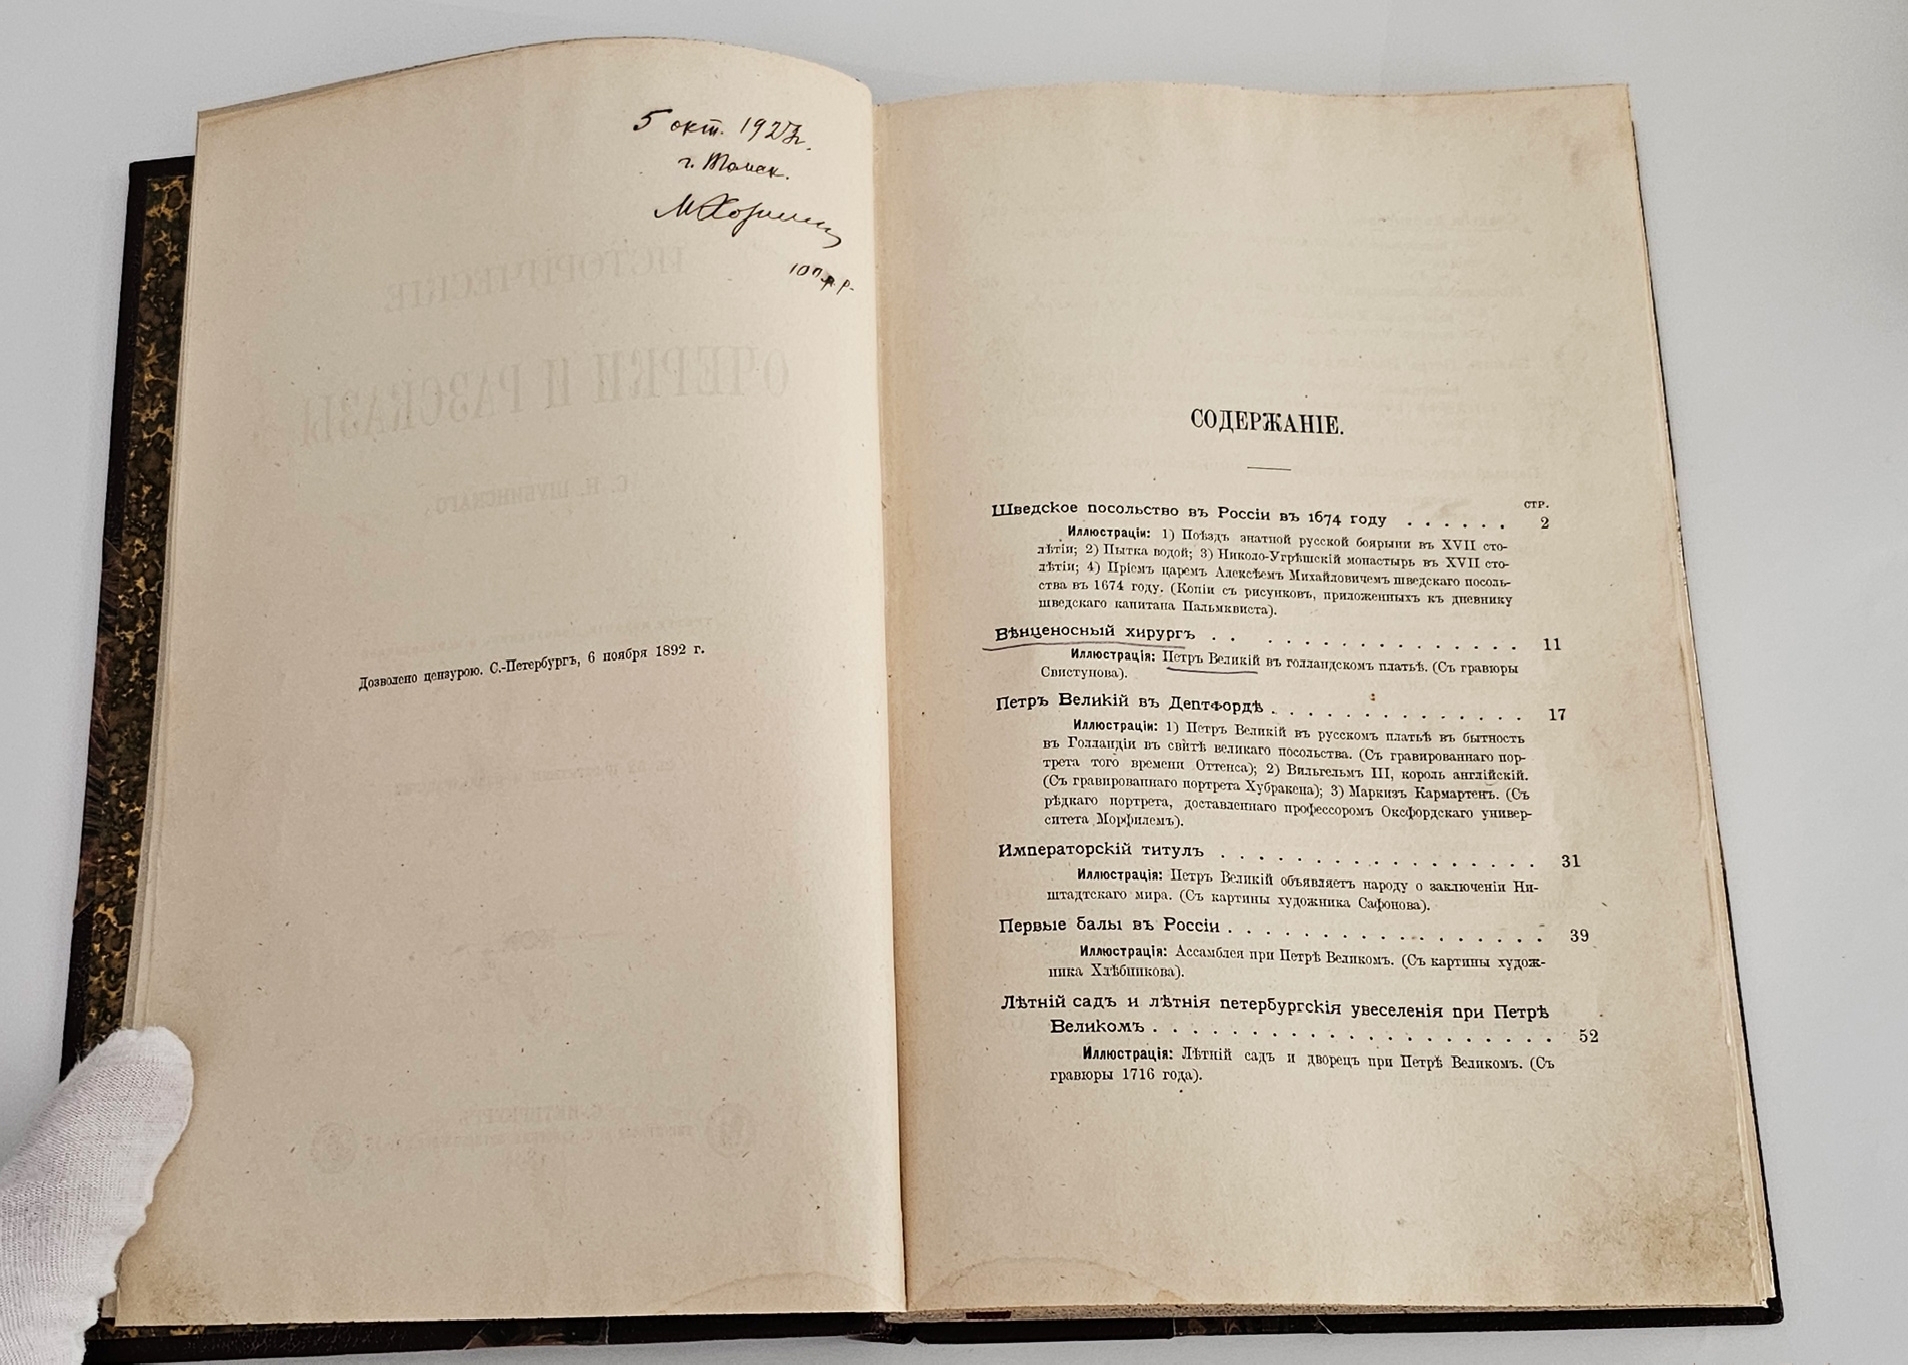 5 окт. 1923г.
г. Томск.
Дозволено цензурою. С.-Петербургъ, 6 ноября 1892 г.
СОДЕРЖАНІЕ.
СТР.
Шведское посольство въ Россіи въ 1674 году . . . . . . 2
Иллюстраціи: 1) Поѣздъ знатной русской боярыни въ XVII сто-
лѣтіи; 2) Пытка водой; 3) Николо-Угрѣшскій монастырь въ XVII сто-
лѣтіи; 4) Пріемъ царемъ Алексѣемъ Михайловичемъ шведскаго посоль-
ства въ 1674 году. (Копіи съ рисунковъ, приложенныхъ къ дневнику
шведскаго капитана Пальмквиста).
Вѣнценосный хирургъ . . . . . . . . . . . . . . . 11
Иллюстрація: Петръ Великій въ голландскомъ платьѣ. (Съ гравюры
Свистунова).
Петръ Великій въ Дептфордѣ . . . . . . . . . . . . . . 17
Иллюстраціи: 1) Петръ Великій въ русскомъ платьѣ въ бытность
въ Голландіи въ свитѣ великаго посольства. (Съ гравированнаго пор-
трета того времени Оттенса); 2) Вильгельмъ III, король англійскій.
(Съ гравированнаго портрета Хубракена); 3) Маркизъ Кармартенъ. (Съ
рѣдкаго портрета, доставленнаго профессоромъ Оксфордскаго универ-
ситета Морфилемъ).
Императорскій титулъ . . . . . . . . . . . . . . . . . 31
Иллюстрація: Петръ Великій объявляетъ народу о заключеніи Ни-
штадтскаго мира. (Съ картины художника Сафонова).
Первые балы въ Россіи . . . . . . . . . . . . . . . . . 39
Иллюстрація: Ассамблея при Петрѣ Великомъ. (Съ картины худож-
ника Хлѣбникова).
Лѣтній садъ и лѣтнія петербургскія увеселенія при Петрѣ
Великомъ . . . . . . . . . . . . . . . . . . . . . 52
Иллюстрація: Лѣтній садъ и дворецъ при Петрѣ Великомъ. (Съ
гравюры 1716 года).